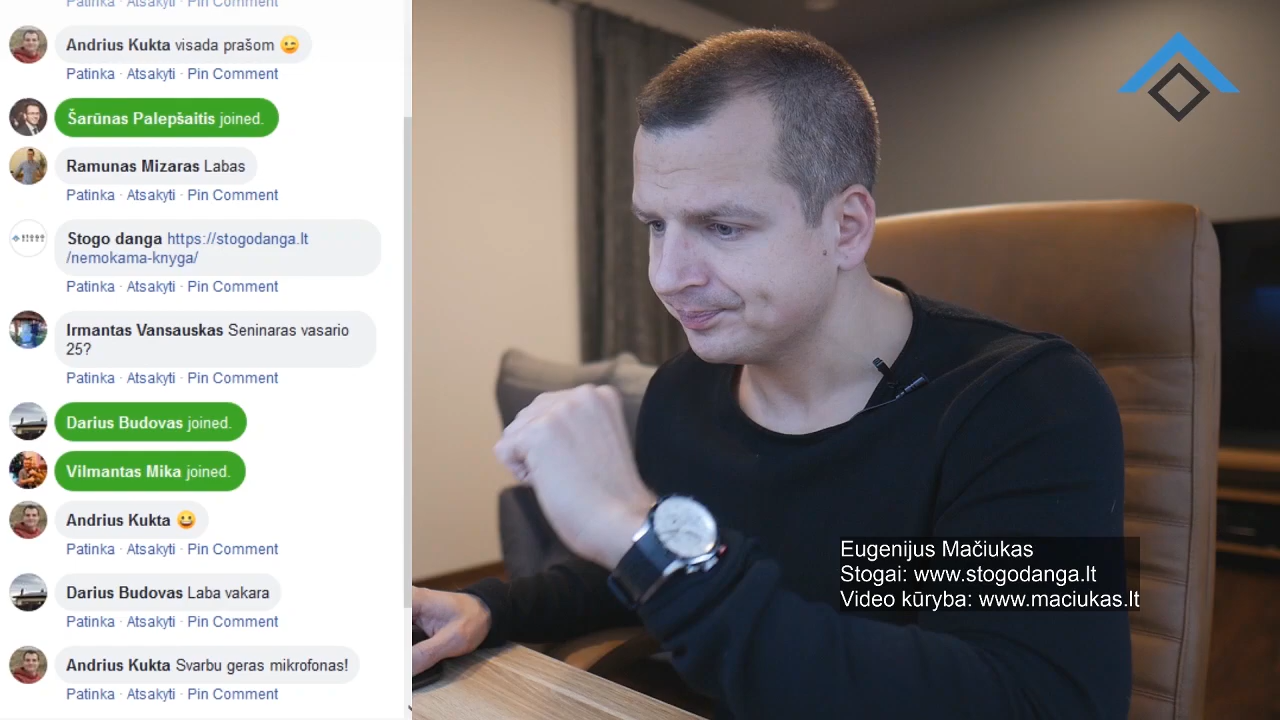 Patinka · Atsakyti · Pin Comment
Andrius Kukta visada prašom 😉
Patinka · Atsakyti · Pin Comment
Šarūnas Palepšaitis joined.
Ramunas Mizaras Labas
Patinka · Atsakyti · Pin Comment
Stogo danga https://stogodanga.lt
/nemokama-knyga/
Patinka · Atsakyti · Pin Comment
Irmantas Vansauskas Seninaras vasario
25?
Patinka · Atsakyti · Pin Comment
Darius Budovas joined.
Vilmantas Mika joined.
Andrius Kukta 😀
Patinka · Atsakyti · Pin Comment
Darius Budovas Laba vakara
Patinka · Atsakyti · Pin Comment
Andrius Kukta Svarbu geras mikrofonas!
Patinka · Atsakyti · Pin Comment
Eugenijus Mačiukas
Stogai: www.stogodanga.lt
Video kūryba: www.maciukas.lt